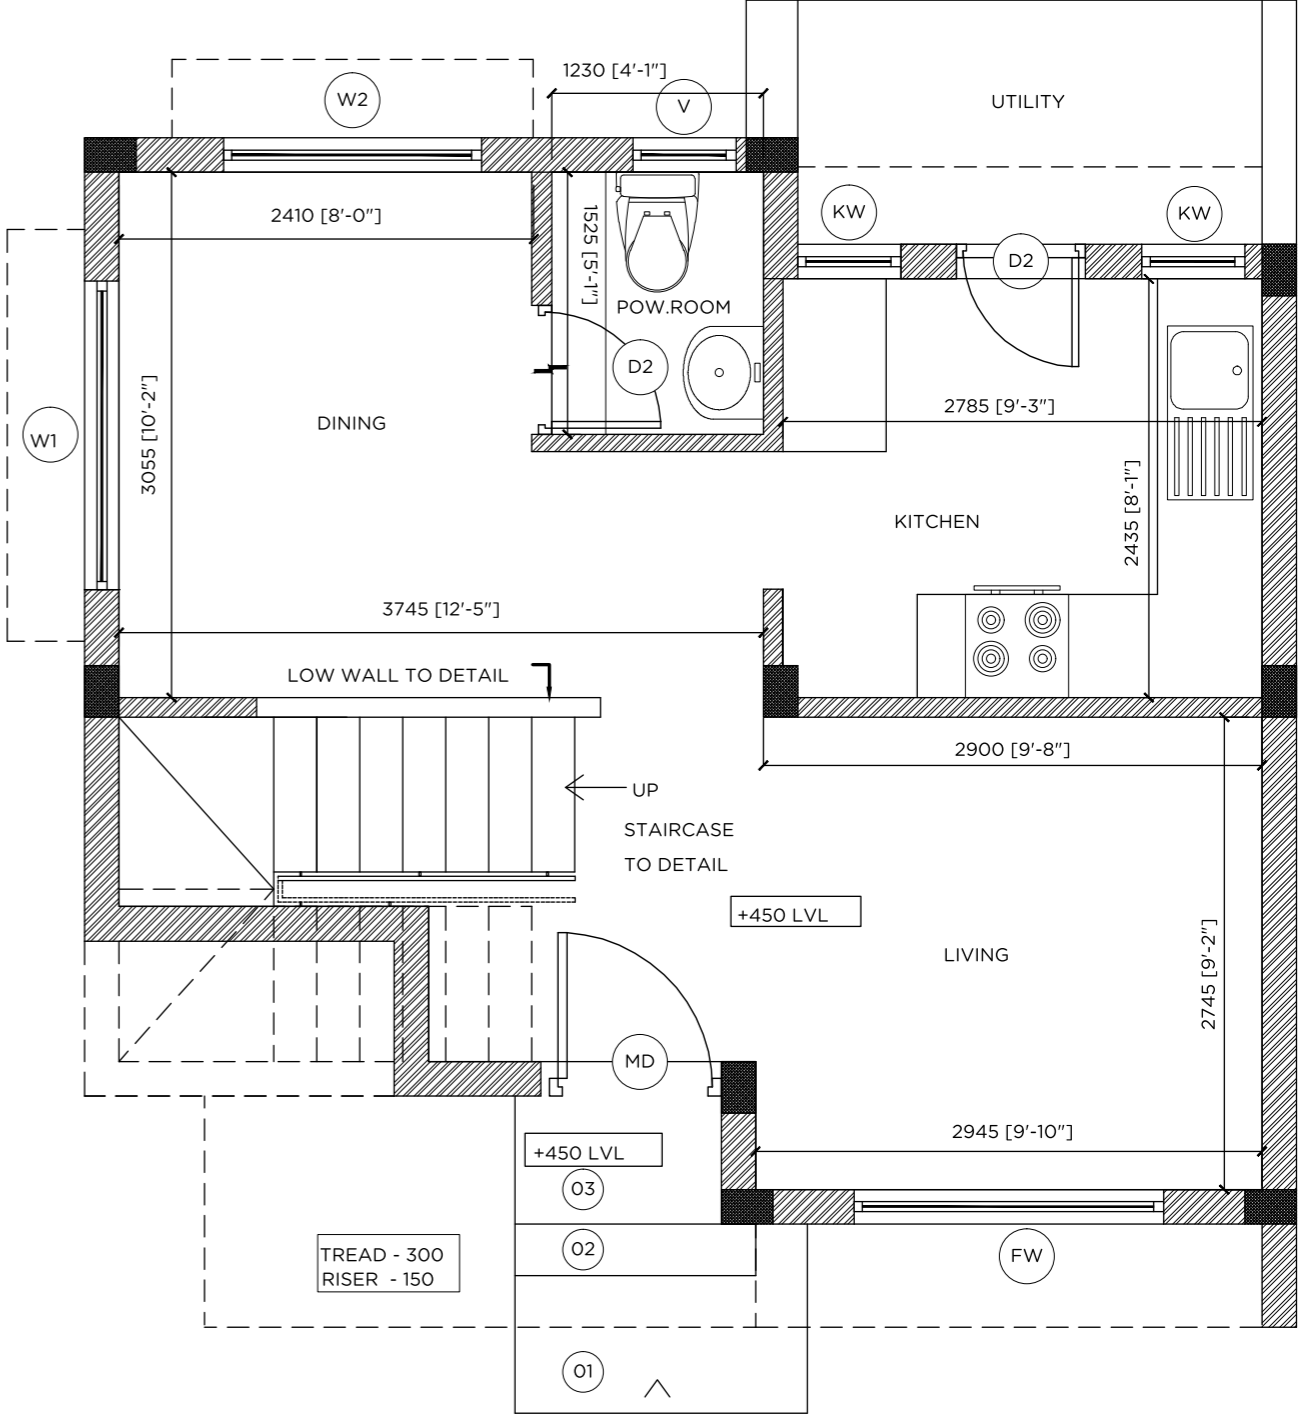 1230 [4'-1"]
W2
V
UTILITY
2410 [8'-0"]
1525 [5'-1"]
KW
KW
D2
POW.ROOM
D2
W1
3055 [10'-2"]
DINING
2785 [9'-3"]
2435 [8'-1"]
KITCHEN
3745 [12'-5"]
LOW WALL TO DETAIL
2900 [9'-8"]
UP
STAIRCASE
TO DETAIL
+450 LVL
LIVING
2745 [9'-2"]
MD
2945 [9'-10"]
+450 LVL
03
02
TREAD - 300
RISER - 150
FW
01